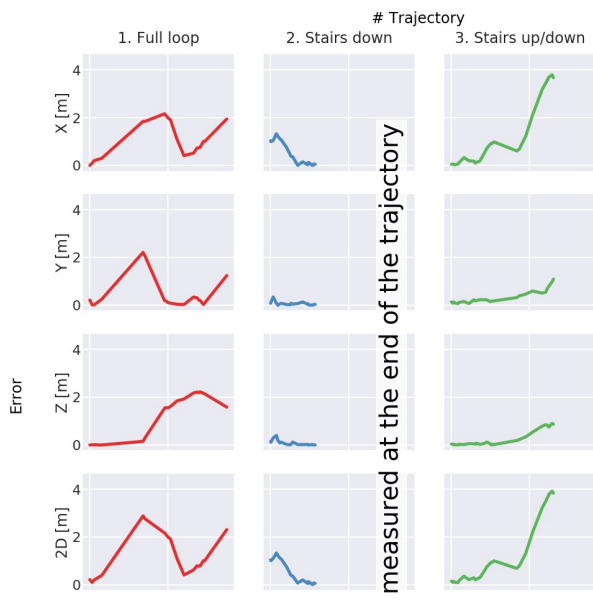 # Trajectory
1. Full loop
2. Stairs down
3. Stairs up/down
X [m]
4
2
0
Y [m]
4
2
0
Error
Z [m]
4
2
0
2D [m]
4
2
0
measured at the end of the trajectory